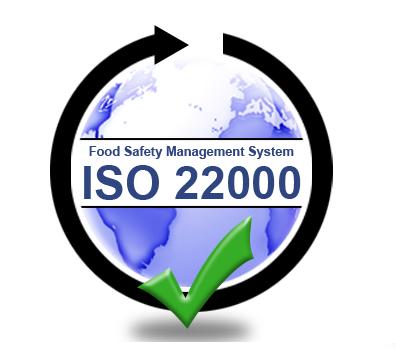 Food Safety Management System
ISO 22000